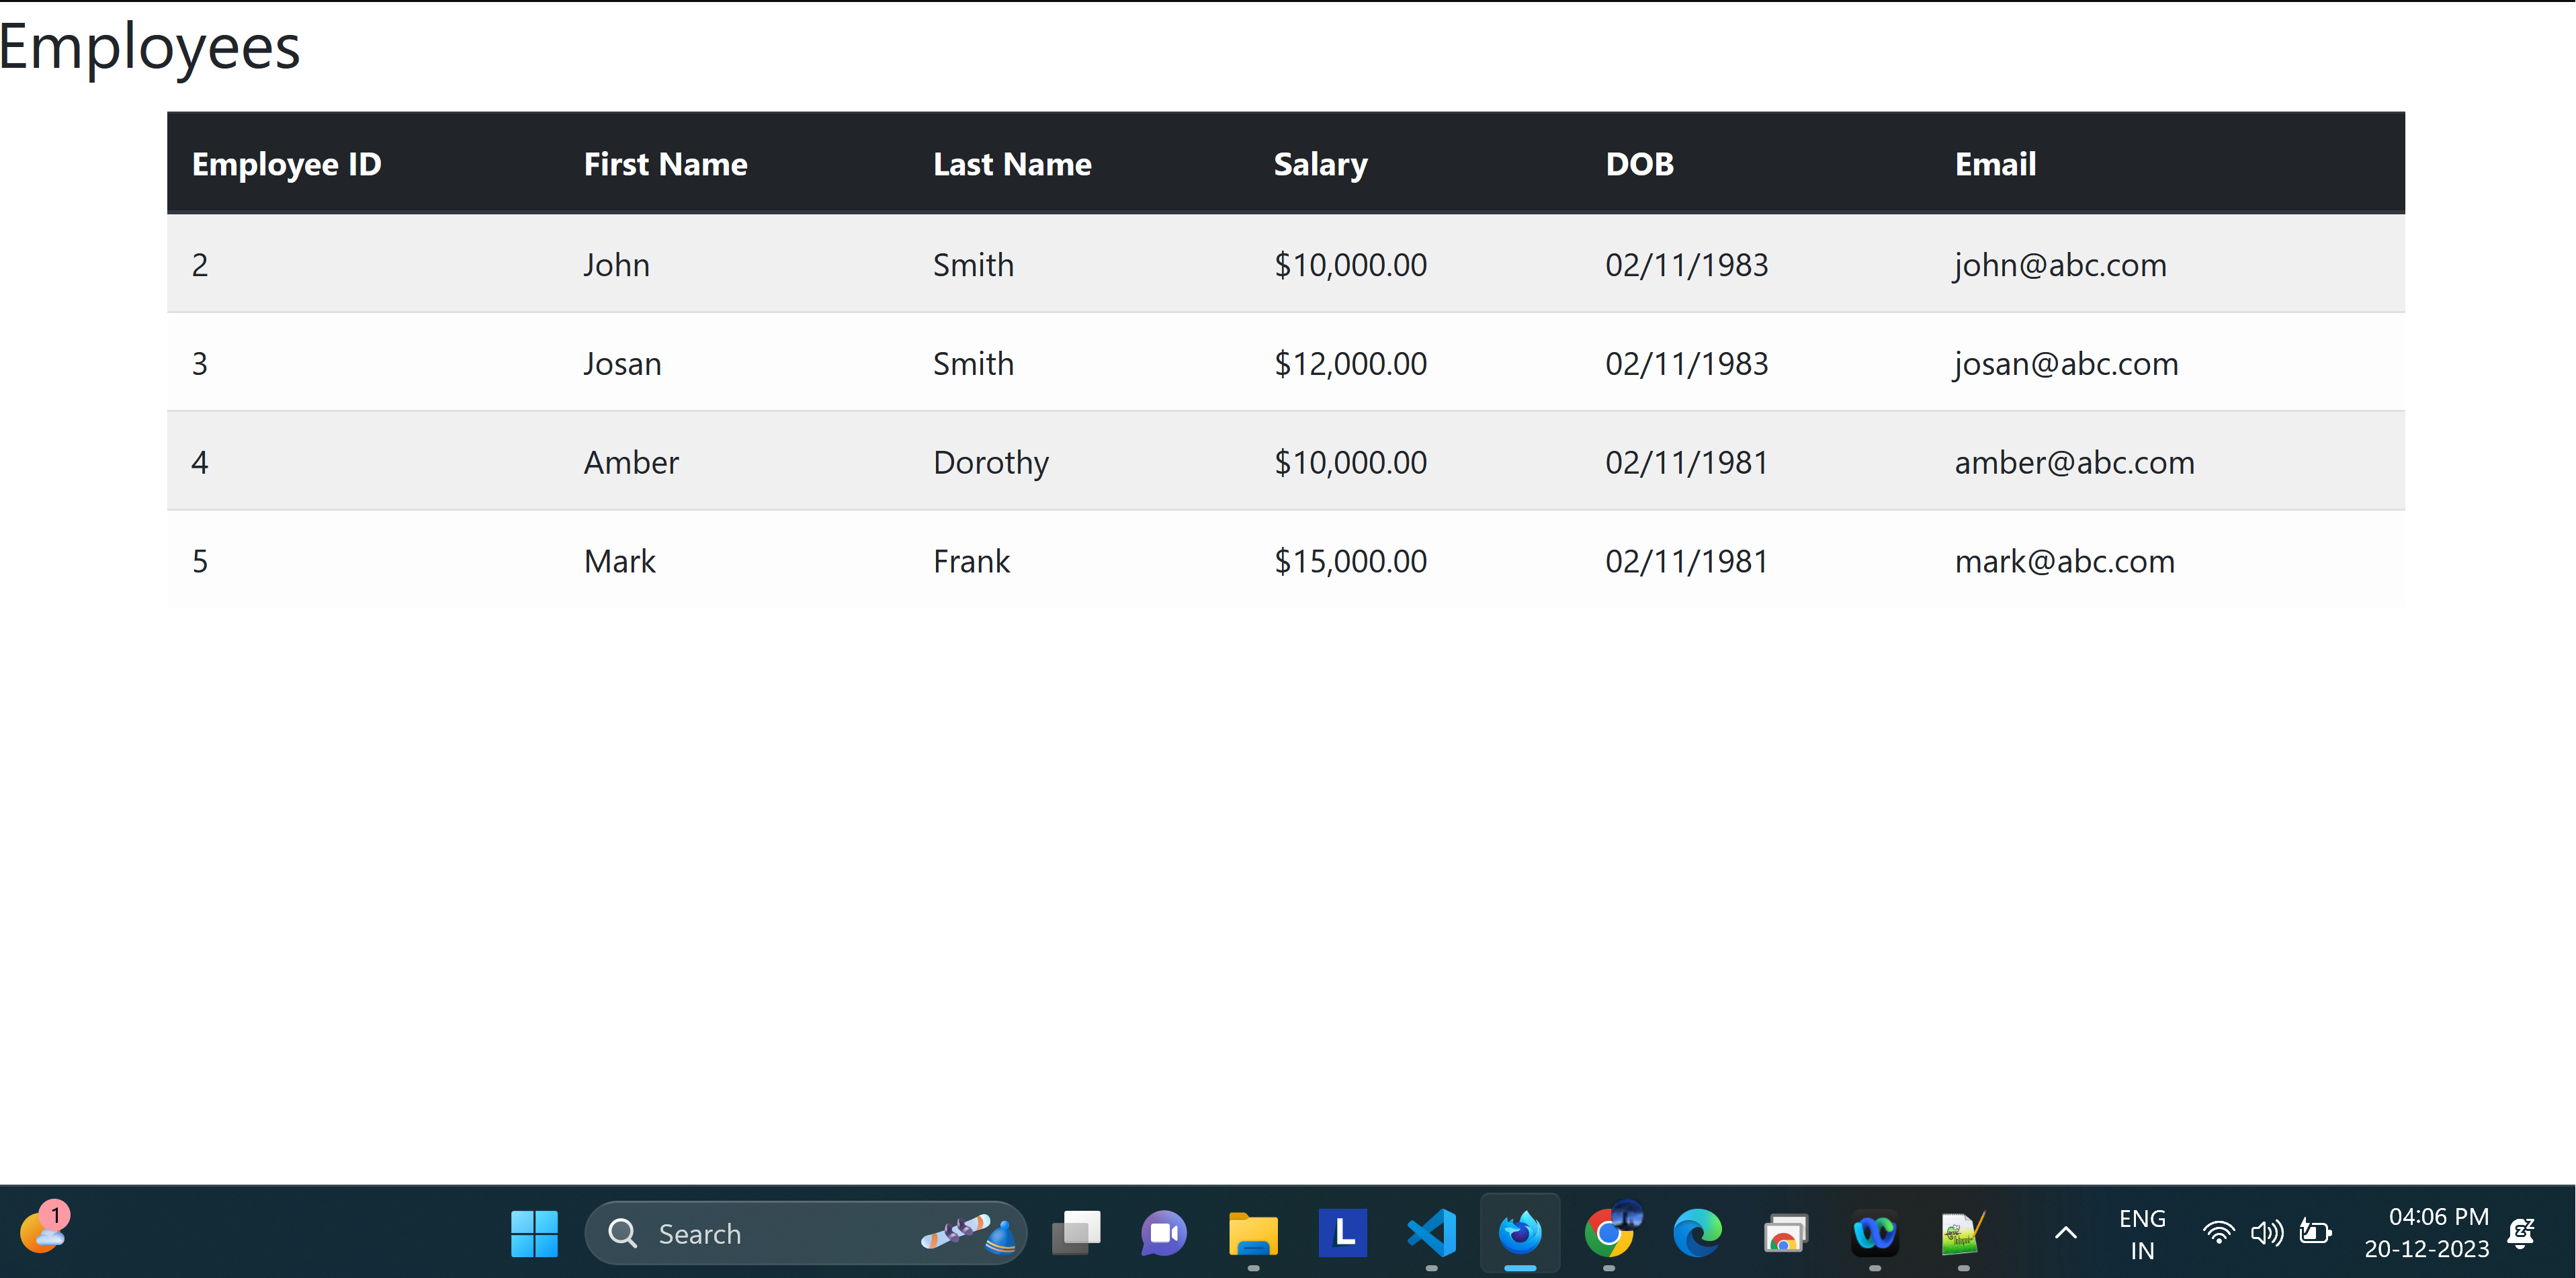 Employees
Employee ID First Name Last Name Salary DOB Email
2 John Smith $10,000.00 02/11/1983 john@abc.com
3 Josan Smith $12,000.00 02/11/1983 josan@abc.com
4 Amber Dorothy $10,000.00 02/11/1981 amber@abc.com
5 Mark Frank $15,000.00 02/11/1981 mark@abc.com
1
Search
L
ENG
IN
04:06 PM
20-12-2023